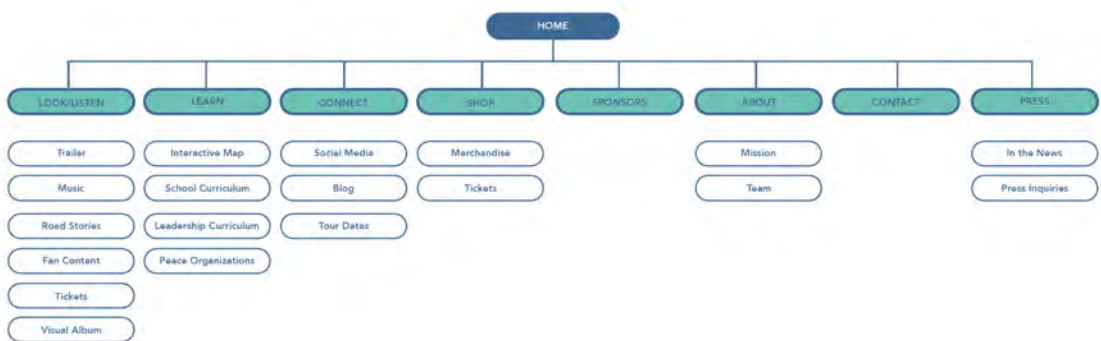 HOME
LOOK/LISTEN
LEARN
CONNECT
SHOP
SPONSORS
ABOUT
CONTACT
PRESS
Trailer
Interactive Map
Social Media
Merchandise
Mission
In the News
Music
School Curriculum
Blog
Tickets
Team
Press Inquiries
Road Stories
Leadership Curriculum
Tour Dates
Fan Content
Peace Organizations
Tickets
Visual Album